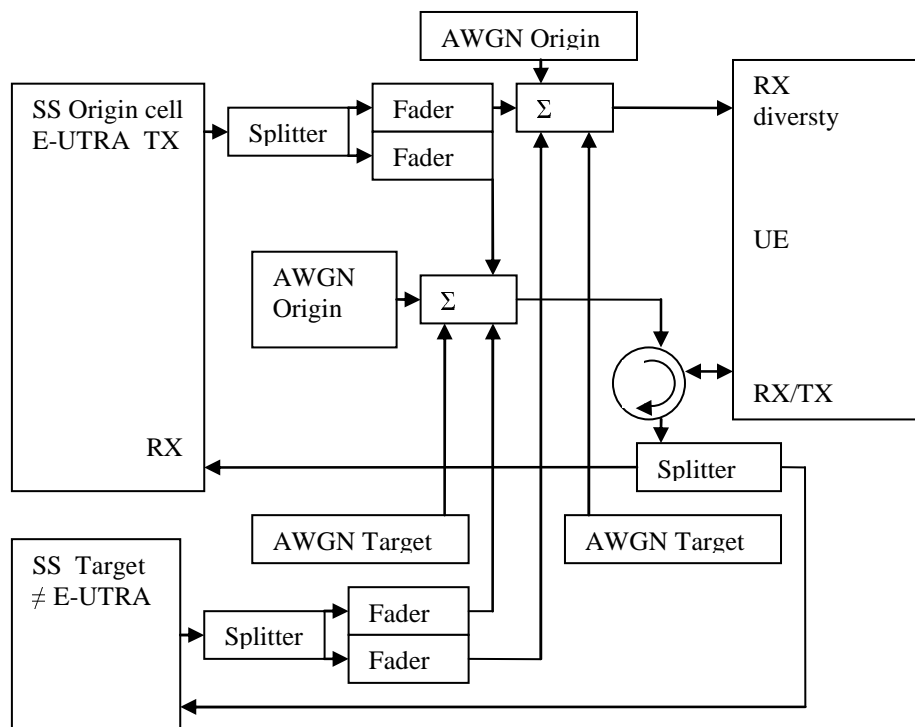 AWGN Origin
SS Origin cell
E-UTRA TX
Splitter
Fader
Fader
Σ
RX
diversty
UE
RX/TX
AWGN
Origin
Σ
RX
Splitter
AWGN Target
AWGN Target
SS Target
≠ E-UTRA
Splitter
Fader
Fader